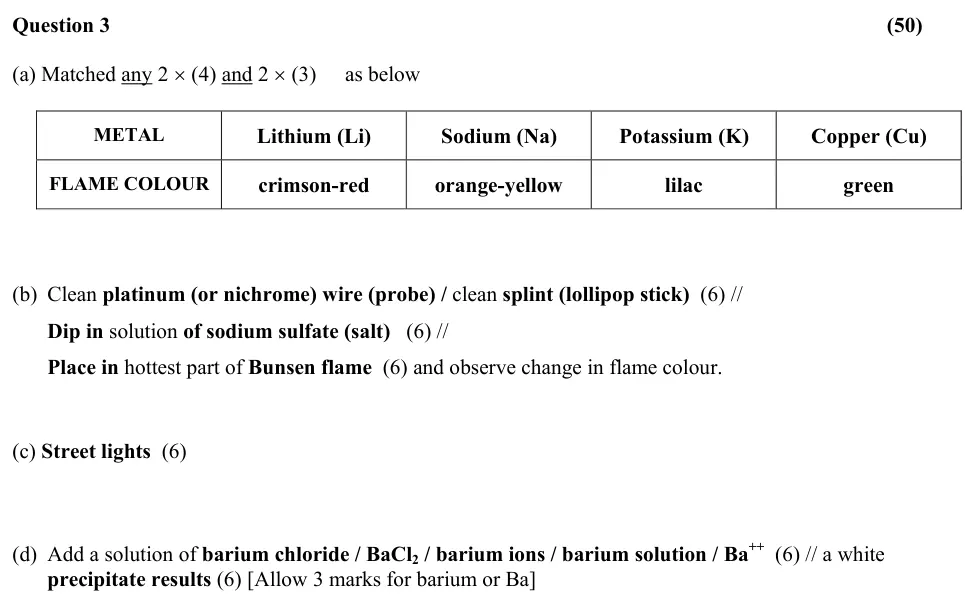 Question 3 (50)
(a) Matched any 2 × (4) and 2 × (3) as below
METAL Lithium (Li) Sodium (Na) Potassium (K) Copper (Cu)
FLAME COLOUR crimson-red orange-yellow lilac green
(b) Clean platinum (or nichrome) wire (probe) / clean splint (lollipop stick) (6) //
Dip in solution of sodium sulfate (salt) (6) //
Place in hottest part of Bunsen flame (6) and observe change in flame colour.
(c) Street lights (6)
(d) Add a solution of barium chloride / BaCl₂ / barium ions / barium solution / Ba⁺⁺ (6) // a white
precipitate results (6) [Allow 3 marks for barium or Ba]